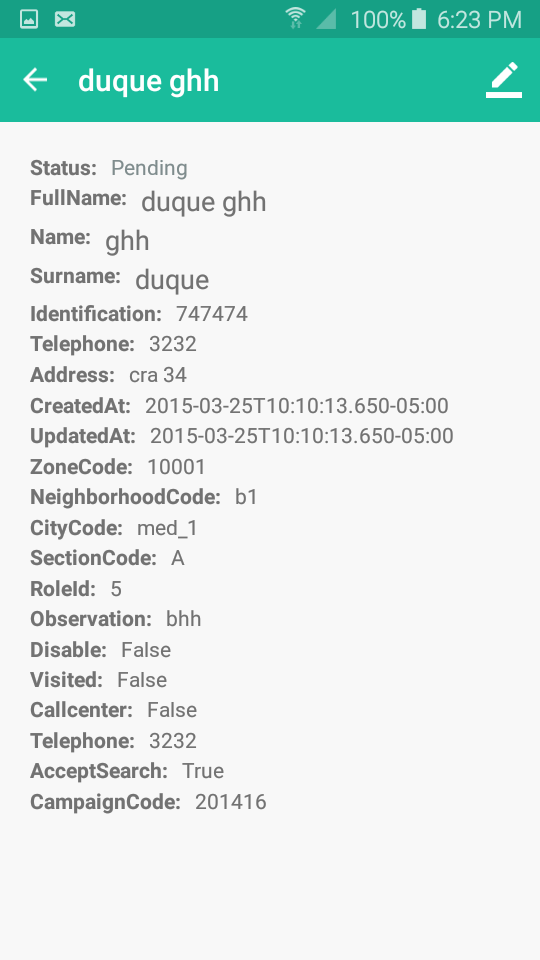 100% 6:23 PM
duque ghh
Status: Pending
FullName: duque ghh
Name: ghh
Surname: duque
Identification: 747474
Telephone: 3232
Address: cra 34
CreatedAt: 2015-03-25T10:10:13.650-05:00
UpdatedAt: 2015-03-25T10:10:13.650-05:00
ZoneCode: 10001
NeighborhoodCode: b1
CityCode: med_1
SectionCode: A
RoleId: 5
Observation: bhh
Disable: False
Visited: False
Callcenter: False
Telephone: 3232
AcceptSearch: True
CampaignCode: 201416